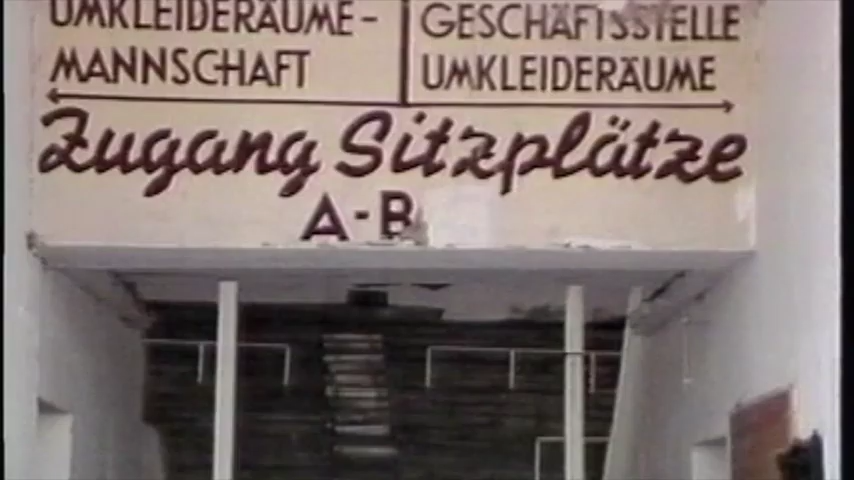 UMKLEIDERÄUME-
MANNSCHAFT
GESCHÄFTSSTELLE
UMKLEIDERÄUME
Zugang Sitzplätze
A-B